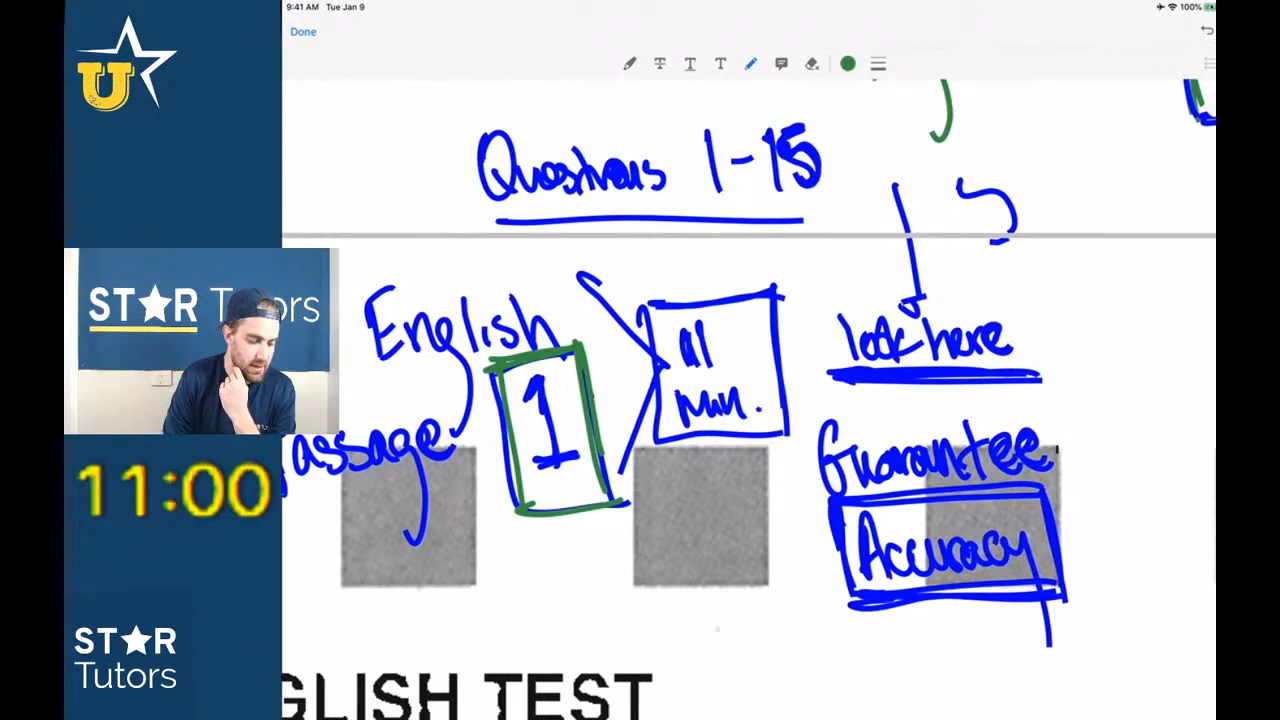 9:41 AM Tue Jan 9
100%
Done
U
Questions 1-15
STAR Tutors
English
1
11
min.
look here
Passage
Guarantee
Accuracy
11:00
STAR
Tutors
GLISH TEST